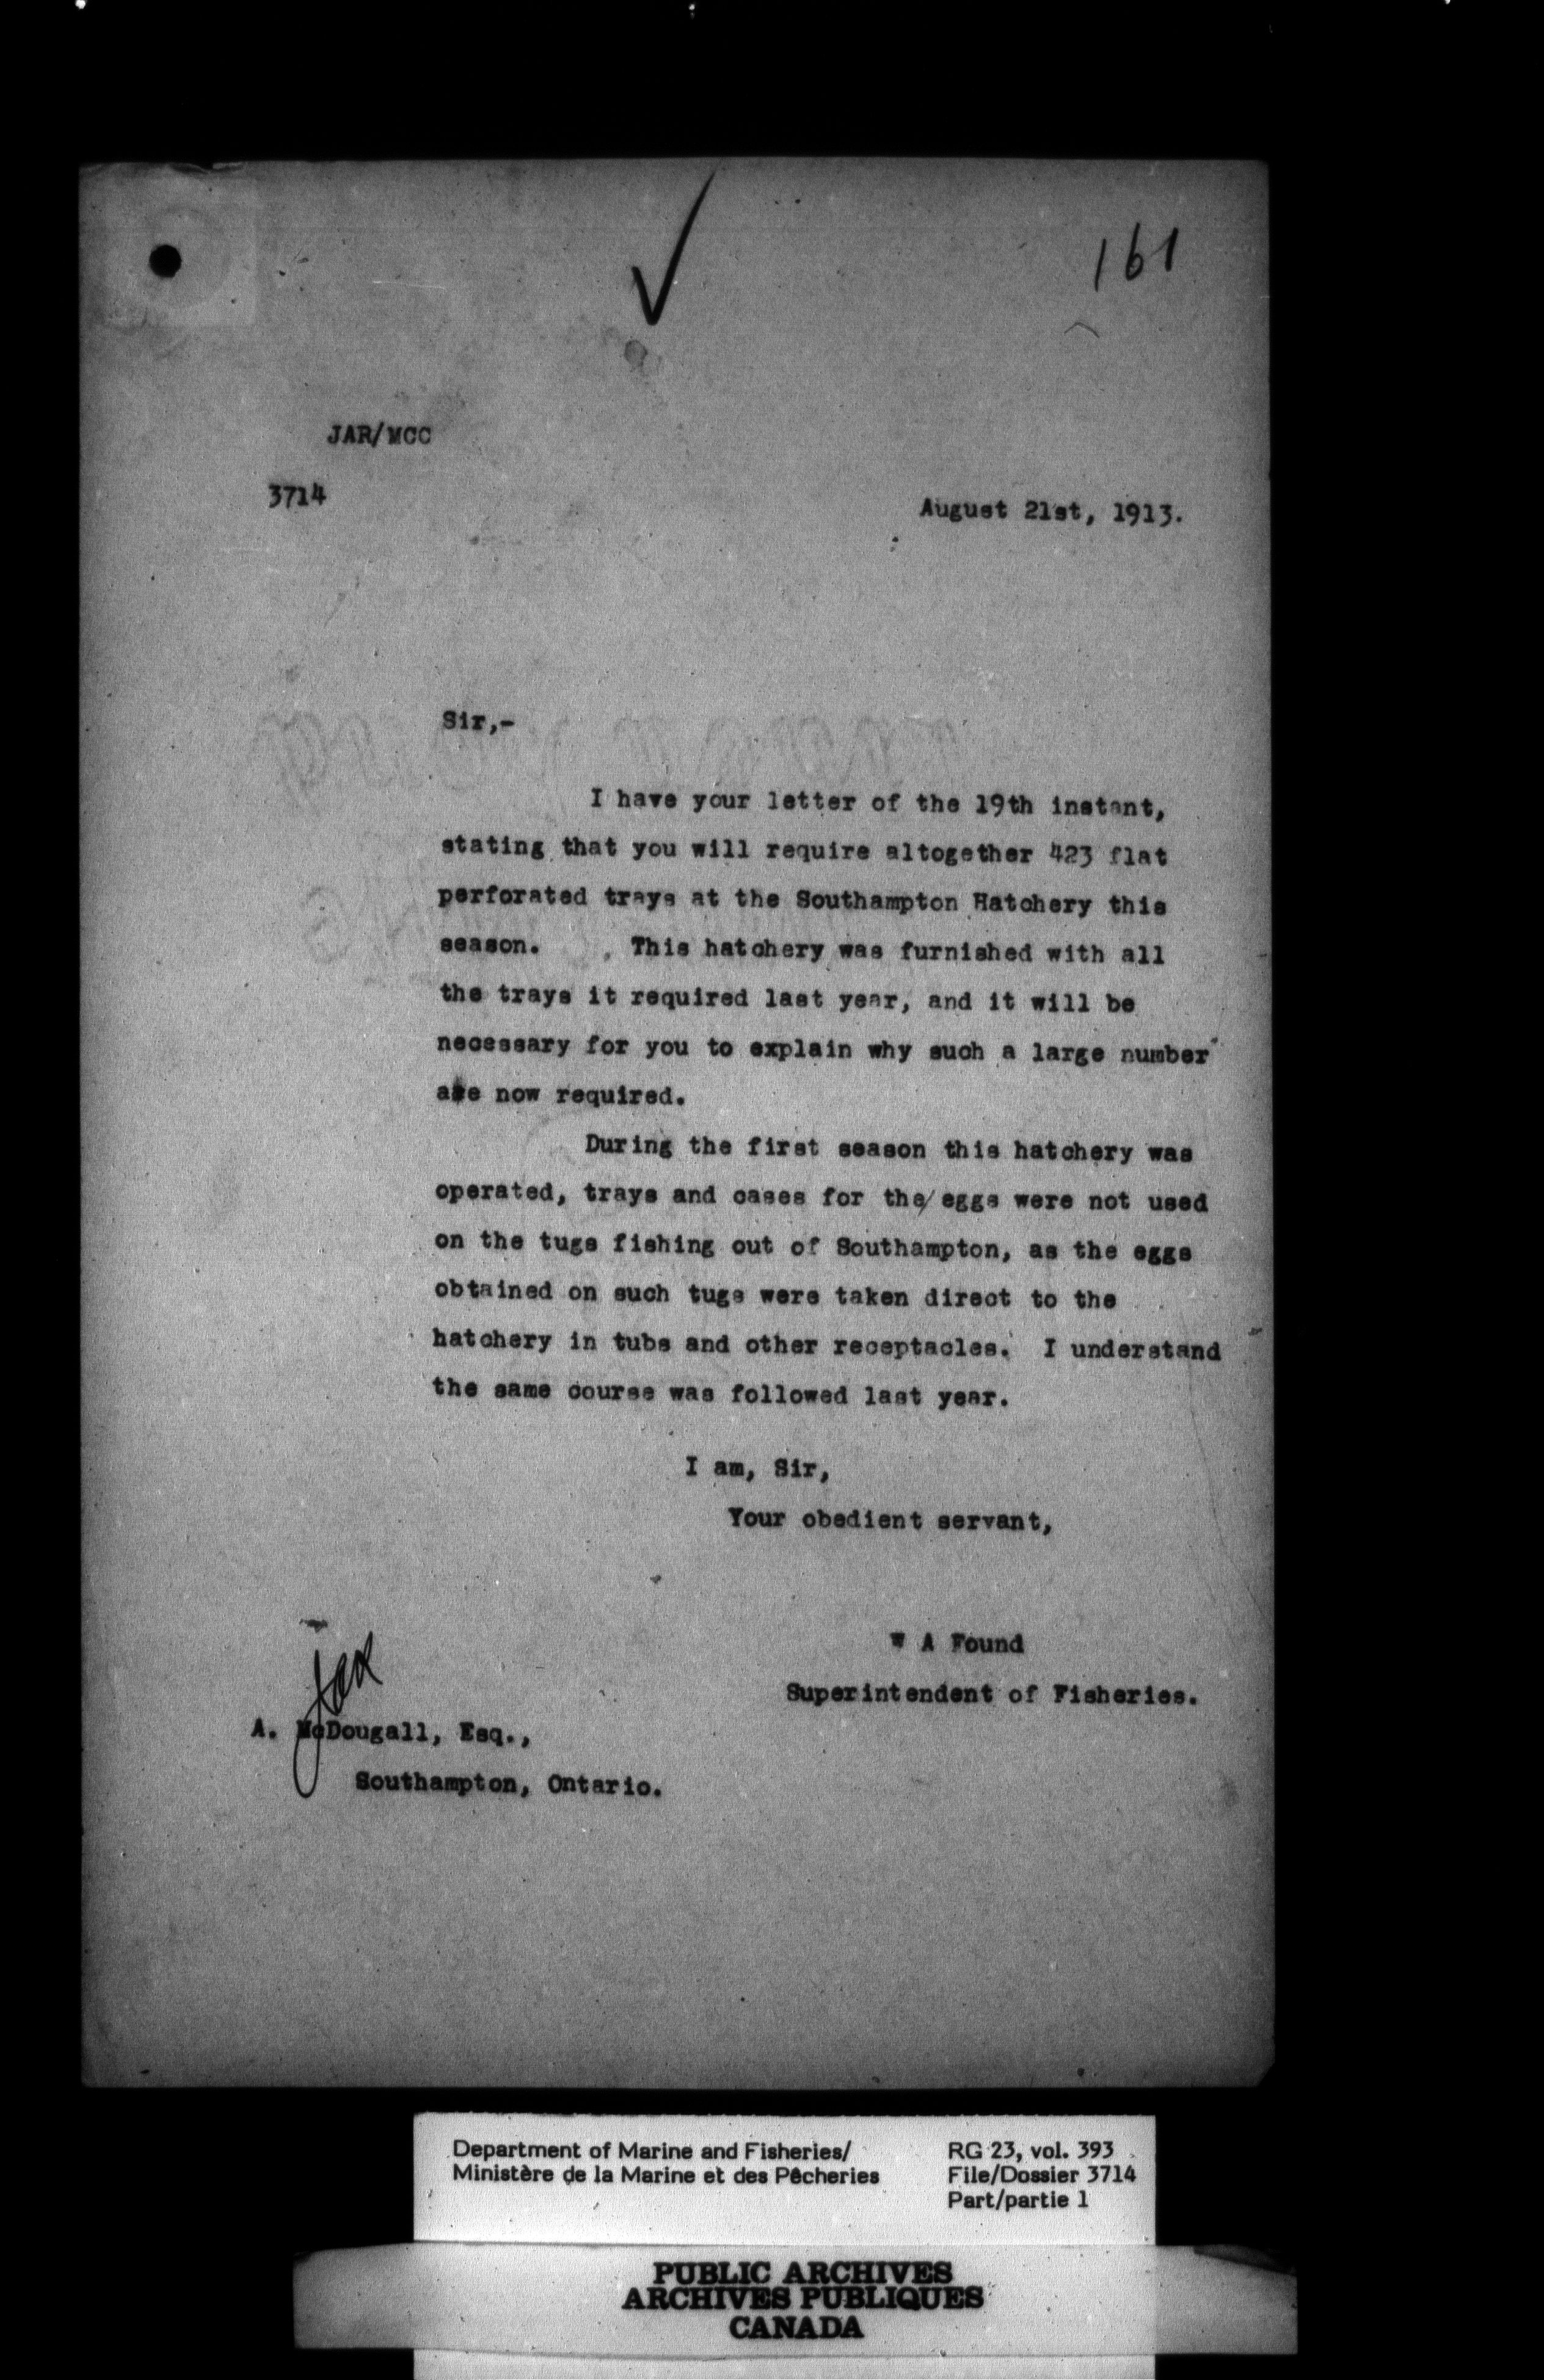 161
JAR/MCC
3714
August 21st, 1913.
Sir,-
I have your letter of the 19th instant,
stating that you will require altogether 423 flat
perforated trays at the Southampton Hatchery this
season. This hatchery was furnished with all
the trays it required last year, and it will be
necessary for you to explain why such a large number
are now required.
During the first season this hatchery was
operated, trays and cases for the/eggs were not used
on the tugs fishing out of Southampton, as the eggs
obtained on such tugs were taken direct to the
hatchery in tubs and other receptacles. I understand
the same course was followed last year.
I am, Sir,
Your obedient servant,
W A Found
Superintendent of Fisheries.
JAR
A. McDougall, Esq.,
Southampton, Ontario.
Department of Marine and Fisheries/ RG 23, vol. 393
Ministère de la Marine et des Pêcheries File/Dossier 3714
Part/partie 1
PUBLIC ARCHIVES
ARCHIVES PUBLIQUES
CANADA